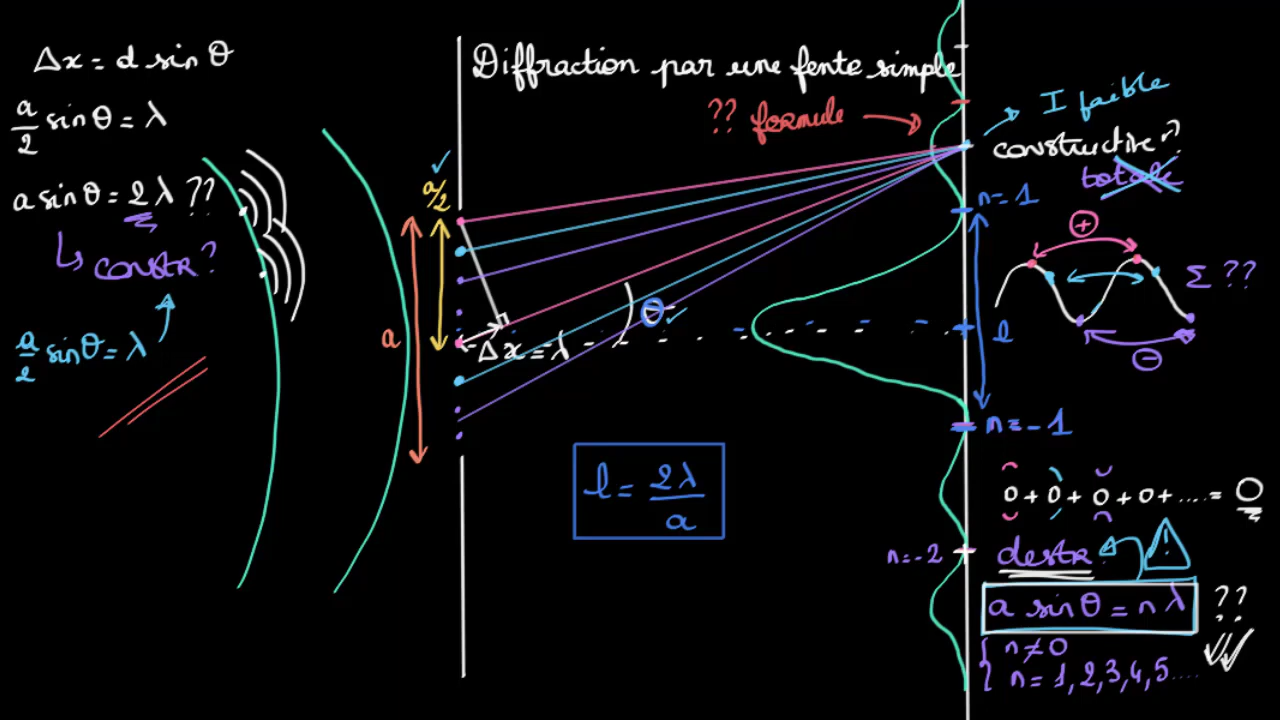 Δx = d sin θ
a/2 sin θ = λ
a sin θ = 2λ ??
↳ constr?
a/2 sin θ = λ
Diffraction par une fente simple
?? formule →
a/2 ✓
a
Δx = λ
θ ✓
l = 2λ/a
I faible
constructive ?
totale
n = 1
l
n = -1
n = -2
+
Σ ??
-
0 + 0 + 0 + 0 + .... = 0
destr
!
a sin θ = n λ ??
n ≠ 0
n = 1, 2, 3, 4, 5 ....